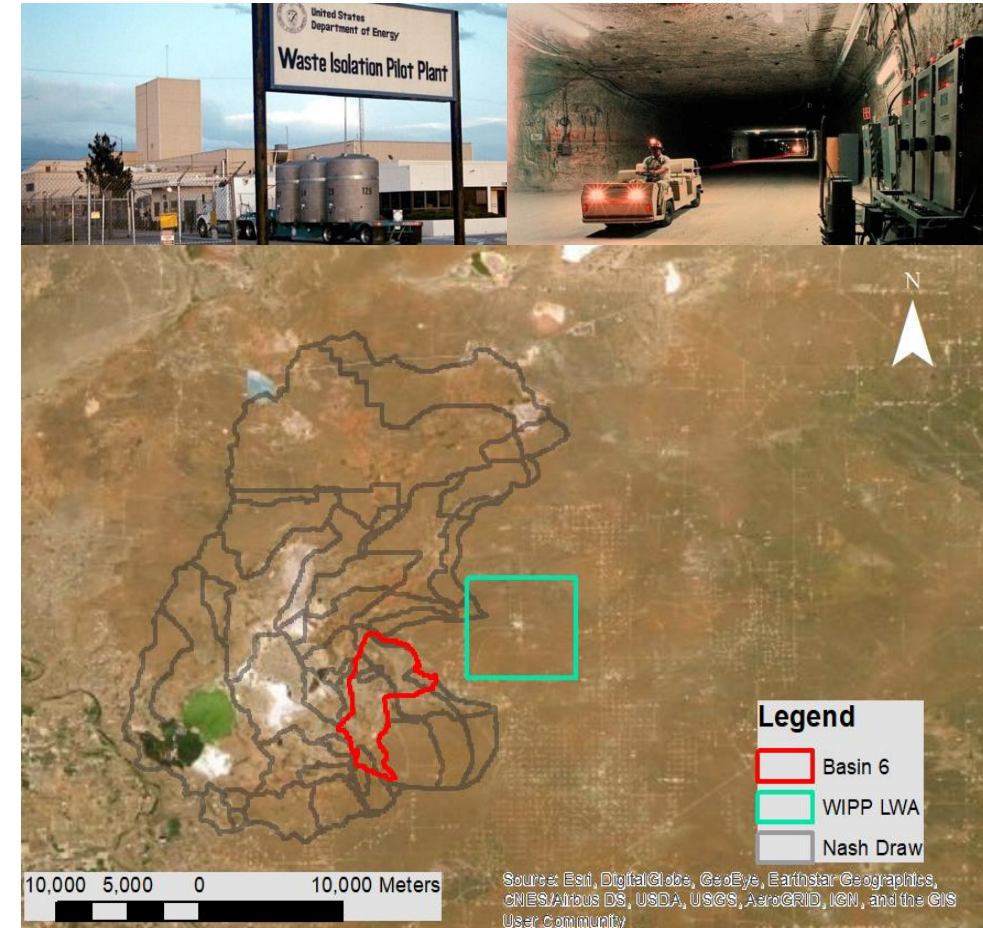 United States
Department of Energy
Waste Isolation Pilot Plant
T29
N
Legend
Basin 6
WIPP LWA
Nash Draw
10,000 5,000 0 10,000 Meters
Source: Esri, DigitalGlobe, GeoEye, Earthstar Geographics,
CNES/Airbus DS, USDA, USGS, AeroGRID, IGN, and the GIS
User Community